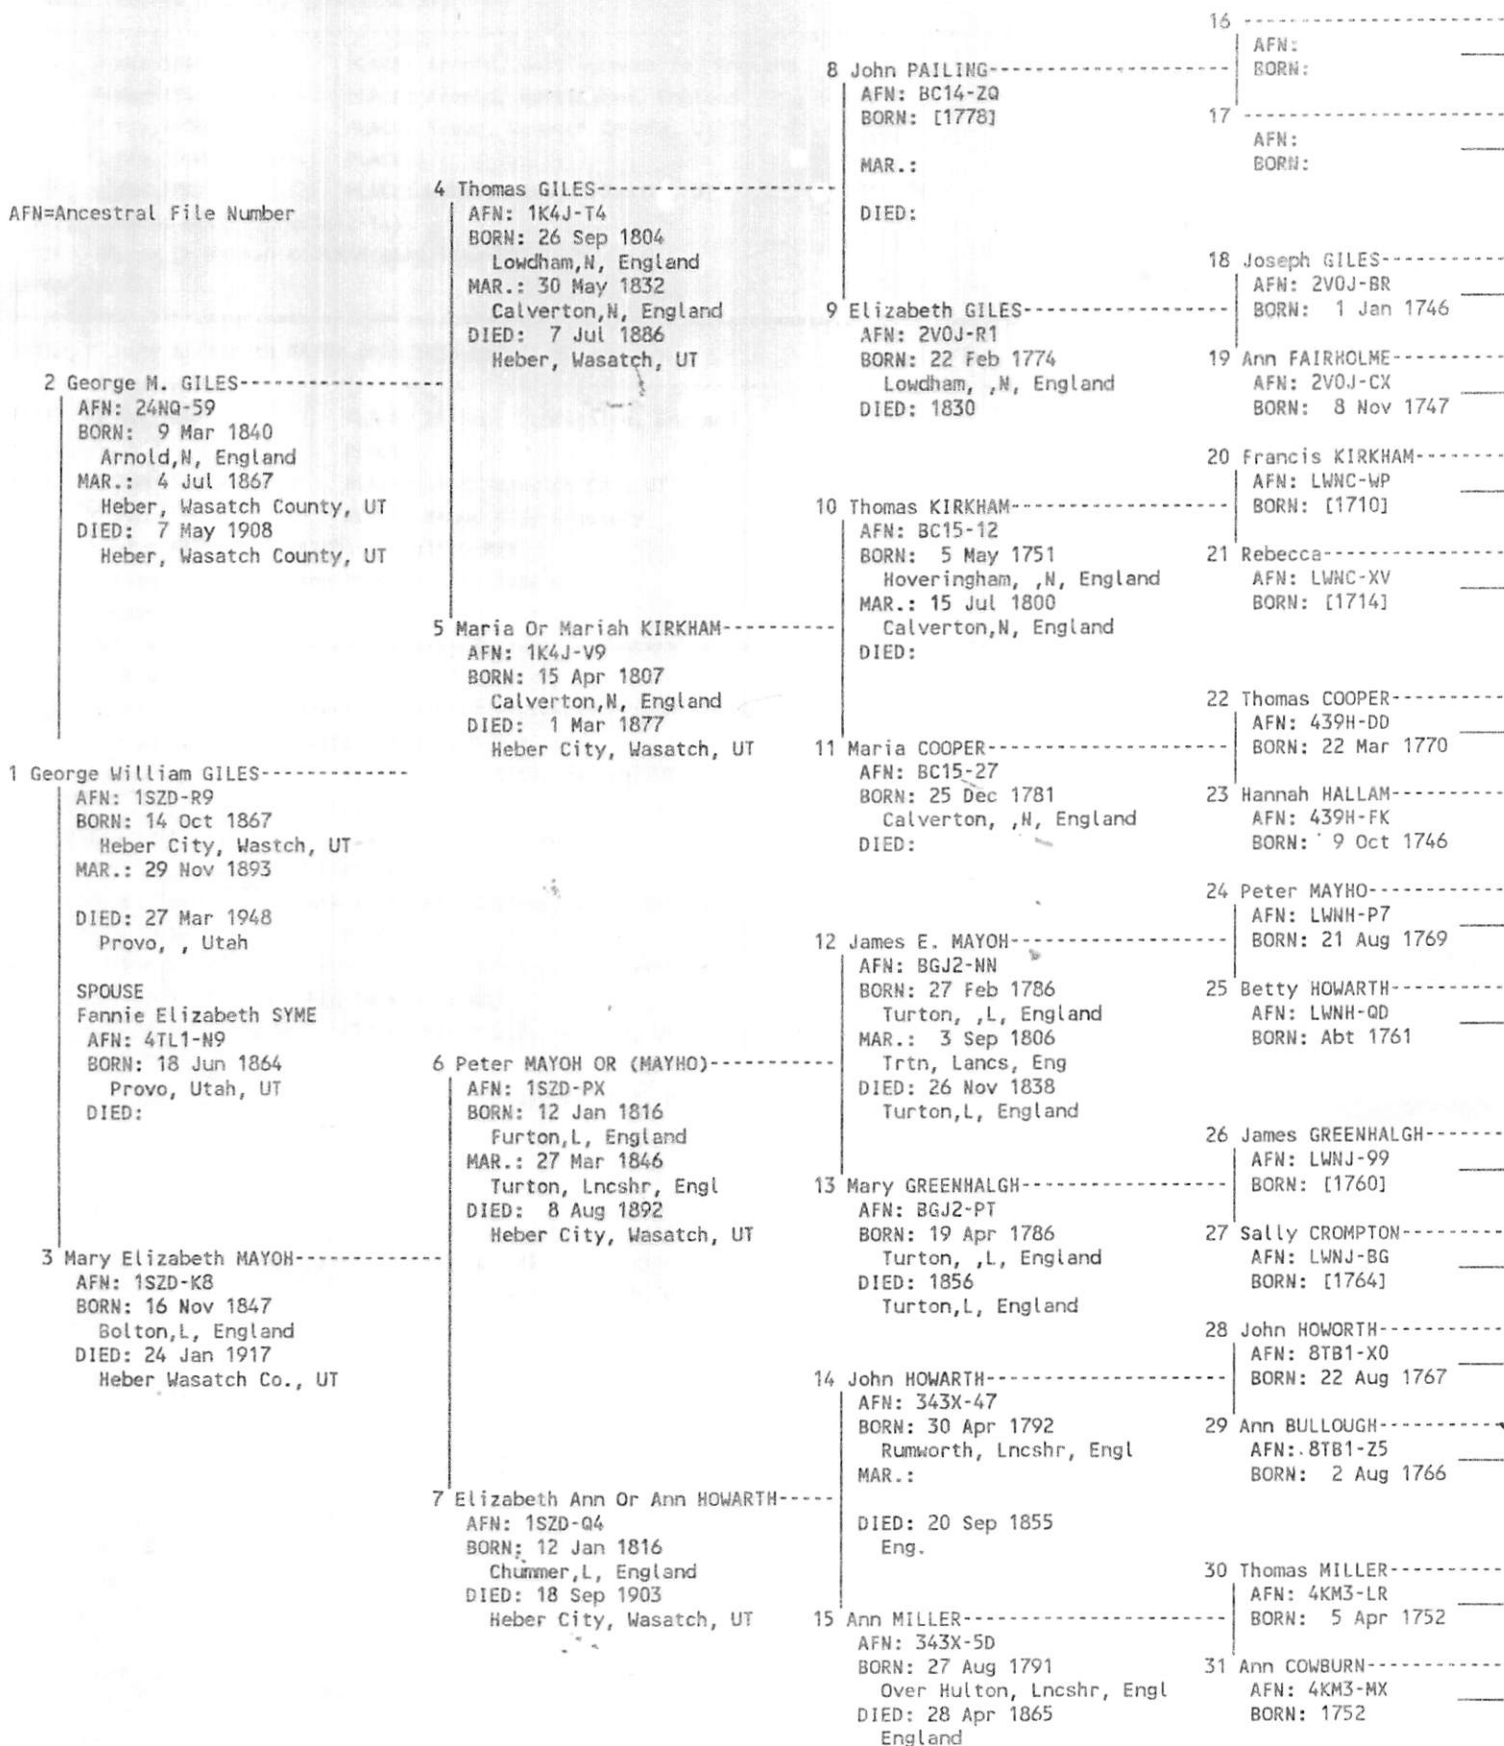 AFN=Ancestral File Number
1 George William GILES------------
AFN: 1SZD-R9
BORN: 14 Oct 1867
Heber City, Wastch, UT
MAR.: 29 Nov 1893
DIED: 27 Mar 1948
Provo, , Utah
SPOUSE
Fannie Elizabeth SYME
AFN: 4TL1-N9
BORN: 18 Jun 1864
Provo, Utah, UT
DIED:
2 George M. GILES-----------------
AFN: 24NQ-59
BORN: 9 Mar 1840
Arnold,N, England
MAR.: 4 Jul 1867
Heber, Wasatch County, UT
DIED: 7 May 1908
Heber, Wasatch County, UT
3 Mary Elizabeth MAYOH------------
AFN: 1SZD-K8
BORN: 16 Nov 1847
Bolton,L, England
DIED: 24 Jan 1917
Heber Wasatch Co., UT
4 Thomas GILES--------------------
AFN: 1K4J-T4
BORN: 26 Sep 1804
Lowdham,N, England
MAR.: 30 May 1832
Calverton,N, England
DIED: 7 Jul 1886
Heber, Wasatch, UT
5 Maria Or Mariah KIRKHAM---------
AFN: 1K4J-V9
BORN: 15 Apr 1807
Calverton,N, England
DIED: 1 Mar 1877
Heber City, Wasatch, UT
6 Peter MAYOH OR (MAYHO)----------
AFN: 1SZD-PX
BORN: 12 Jan 1816
Furton,L, England
MAR.: 27 Mar 1846
Turton, Lncshr, Engl
DIED: 8 Aug 1892
Heber City, Wasatch, UT
7 Elizabeth Ann Or Ann HOWARTH-----
AFN: 1SZD-Q4
BORN: 12 Jan 1816
Chummer,L, England
DIED: 18 Sep 1903
Heber City, Wasatch, UT
8 John PAILING--------------------
AFN: BC14-ZQ
BORN: [1778]
MAR.:
DIED:
9 Elizabeth GILES-----------------
AFN: 2V0J-R1
BORN: 22 Feb 1774
Lowdham, ,N, England
DIED: 1830
10 Thomas KIRKHAM------------------
AFN: BC15-12
BORN: 5 May 1751
Hoveringham, ,N, England
MAR.: 15 Jul 1800
Calverton,N, England
DIED:
11 Maria COOPER--------------------
AFN: BC15-27
BORN: 25 Dec 1781
Calverton, ,N, England
DIED:
12 James E. MAYOH------------------
AFN: BGJ2-NN
BORN: 27 Feb 1786
Turton, ,L, England
MAR.: 3 Sep 1806
Trtn, Lancs, Eng
DIED: 26 Nov 1838
Turton,L, England
13 Mary GREENHALGH-----------------
AFN: BGJ2-PT
BORN: 19 Apr 1786
Turton, ,L, England
DIED: 1856
Turton,L, England
14 John HOWARTH--------------------
AFN: 343X-47
BORN: 30 Apr 1792
Rumworth, Lncshr, Engl
MAR.:
DIED: 20 Sep 1855
Eng.
15 Ann MILLER----------------------
AFN: 343X-5D
BORN: 27 Aug 1791
Over Hulton, Lncshr, Engl
DIED: 28 Apr 1865
England
16 -----------------------
AFN:
BORN:
17 -----------------------
AFN:
BORN:
18 Joseph GILES-----------
AFN: 2V0J-BR
BORN: 1 Jan 1746
19 Ann FAIRHOLME----------
AFN: 2V0J-CX
BORN: 8 Nov 1747
20 Francis KIRKHAM--------
AFN: LWNC-WP
BORN: [1710]
21 Rebecca----------------
AFN: LWNC-XV
BORN: [1714]
22 Thomas COOPER----------
AFN: 439H-DD
BORN: 22 Mar 1770
23 Hannah HALLAM----------
AFN: 439H-FK
BORN: 9 Oct 1746
24 Peter MAYHO------------
AFN: LWNH-P7
BORN: 21 Aug 1769
25 Betty HOWARTH----------
AFN: LWNH-QD
BORN: Abt 1761
26 James GREENHALGH-------
AFN: LWNJ-99
BORN: [1760]
27 Sally CROMPTON---------
AFN: LWNJ-BG
BORN: [1764]
28 John HOWORTH-----------
AFN: 8TB1-X0
BORN: 22 Aug 1767
29 Ann BULLOUGH-----------
AFN: 8TB1-Z5
BORN: 2 Aug 1766
30 Thomas MILLER----------
AFN: 4KM3-LR
BORN: 5 Apr 1752
31 Ann COWBURN------------
AFN: 4KM3-MX
BORN: 1752